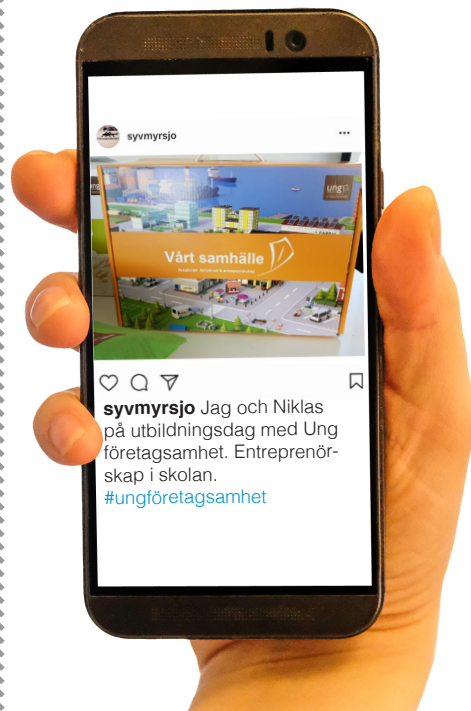 syvmyrsjo
ung
Vårt samhälle
syvmyrsjo Jag och Niklas
på utbildningsdag med Ung
företagsamhet. Entreprenör-
skap i skolan.
#ungföretagsamhet